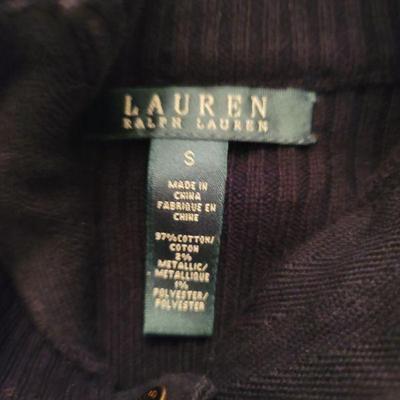 LAUREN
RALPH LAUREN
S
MADE IN
CHINA
FABRIQUE EN
CHINE
97% COTTON/
COTON
2%
METALLIC/
METALLIQUE
1%
POLYESTER/
POLYESTER